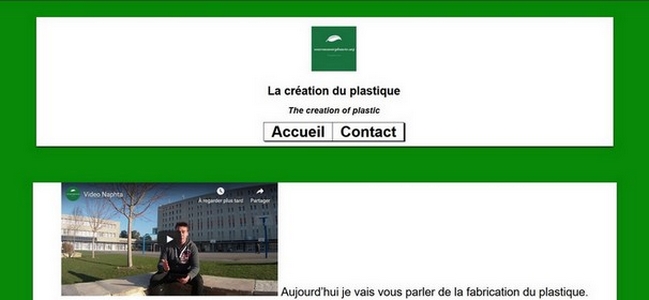 La création du plastique
The creation of plastic
Accueil Contact
Video Naphta
À regarder plus tard Partager
Aujourd'hui je vais vous parler de la fabrication du plastique.